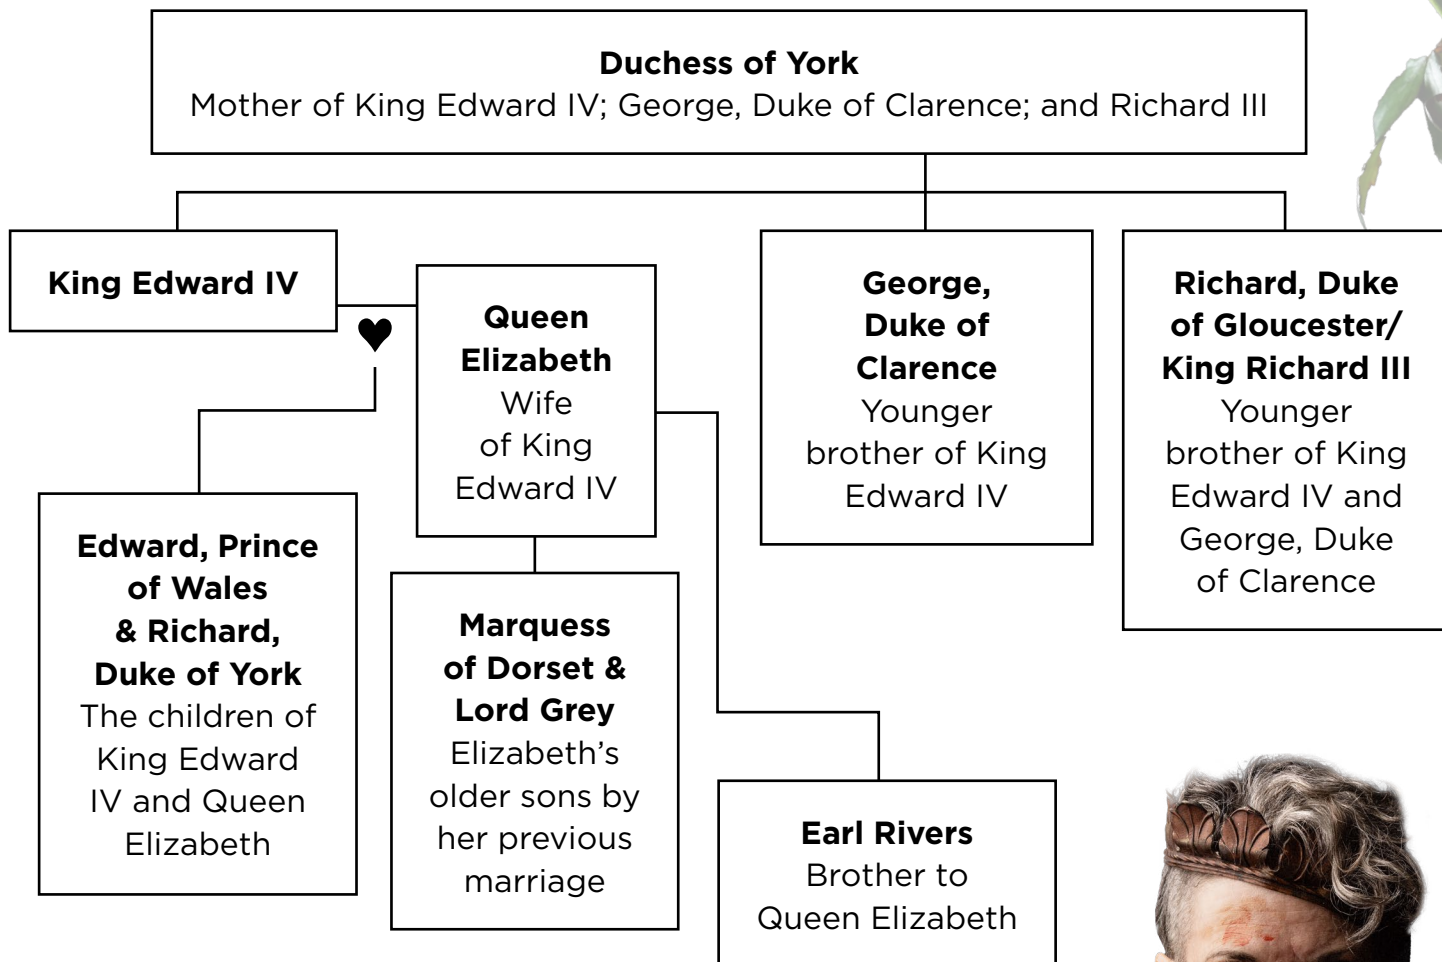 Duchess of York
Mother of King Edward IV; George, Duke of Clarence; and Richard III
King Edward IV
Queen
Elizabeth
Wife
of King
Edward IV
George,
Duke of
Clarence
Younger
brother of King
Edward IV
Richard, Duke
of Gloucester/
King Richard III
Younger
brother of King
Edward IV and
George, Duke
of Clarence
Edward, Prince
of Wales
& Richard,
Duke of York
The children of
King Edward
IV and Queen
Elizabeth
Marquess
of Dorset &
Lord Grey
Elizabeth’s
older sons by
her previous
marriage
Earl Rivers
Brother to
Queen Elizabeth